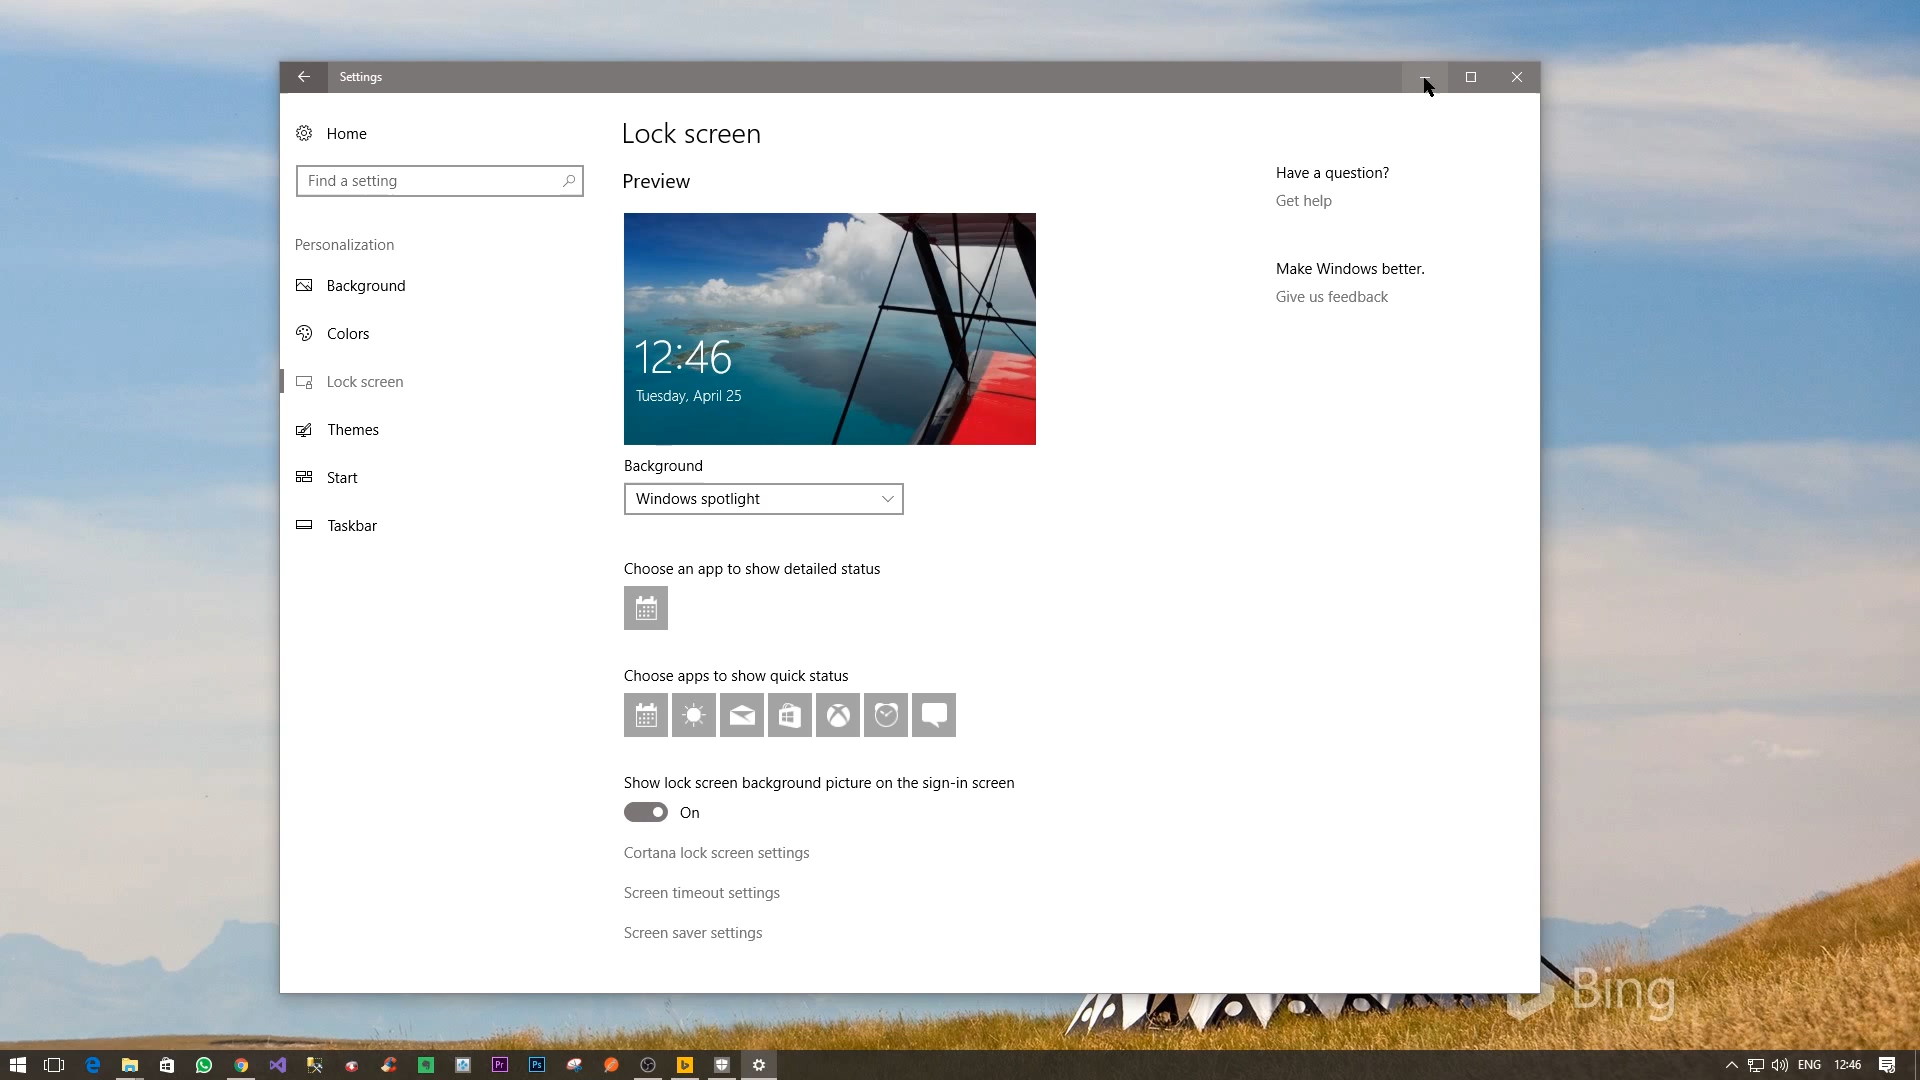 Settings
Home
Find a setting
Personalization
Background
Colors
Lock screen
Themes
Start
Taskbar
Lock screen
Preview
12:46
Tuesday, April 25
Background
Windows spotlight
Choose an app to show detailed status
Choose apps to show quick status
Show lock screen background picture on the sign-in screen
On
Cortana lock screen settings
Screen timeout settings
Screen saver settings
Have a question?
Get help
Make Windows better.
Give us feedback
Bing
Pr
Ps
ENG
12:46